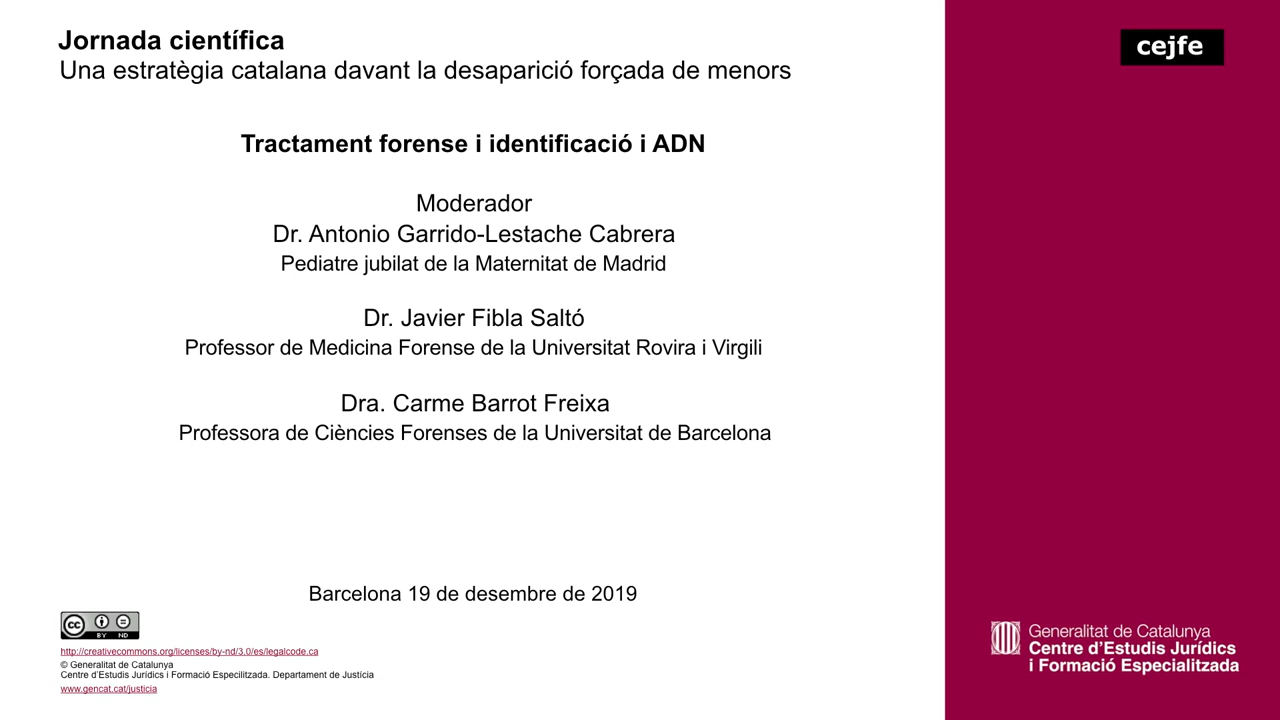 Jornada científica
Una estratègia catalana davant la desaparició forçada de menors
cejfe
Tractament forense i identificació i ADN
Moderador
Dr. Antonio Garrido-Lestache Cabrera
Pediatre jubilat de la Maternitat de Madrid
Dr. Javier Fibla Saltó
Professor de Medicina Forense de la Universitat Rovira i Virgili
Dra. Carme Barrot Freixa
Professora de Ciències Forenses de la Universitat de Barcelona
Barcelona 19 de desembre de 2019
cc BY ND
http://creativecommons.org/licenses/by-nd/3.0/es/legalcode.ca
© Generalitat de Catalunya
Centre d'Estudis Jurídics i Formació Especilitzada. Departament de Justícia
www.gencat.cat/justicia
Generalitat de Catalunya
Centre d'Estudis Jurídics
i Formació Especialitzada